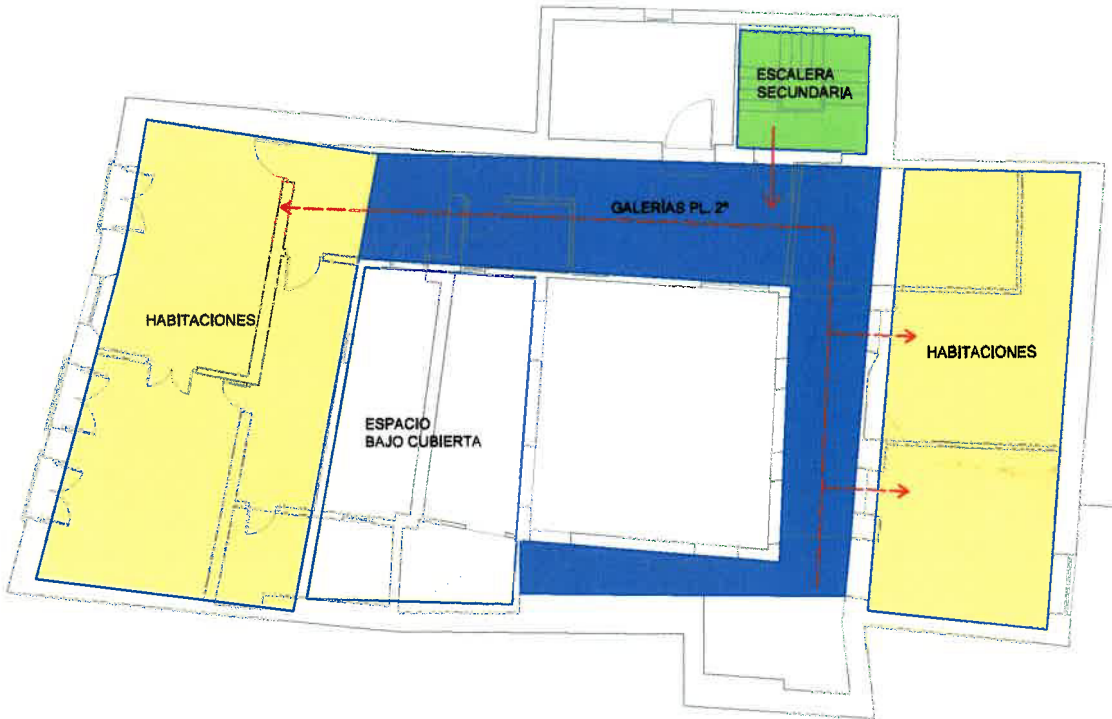 ESCALERA
SECUNDARIA
GALERÍAS PL. 2ª
HABITACIONES
HABITACIONES
ESPACIO
BAJO CUBIERTA